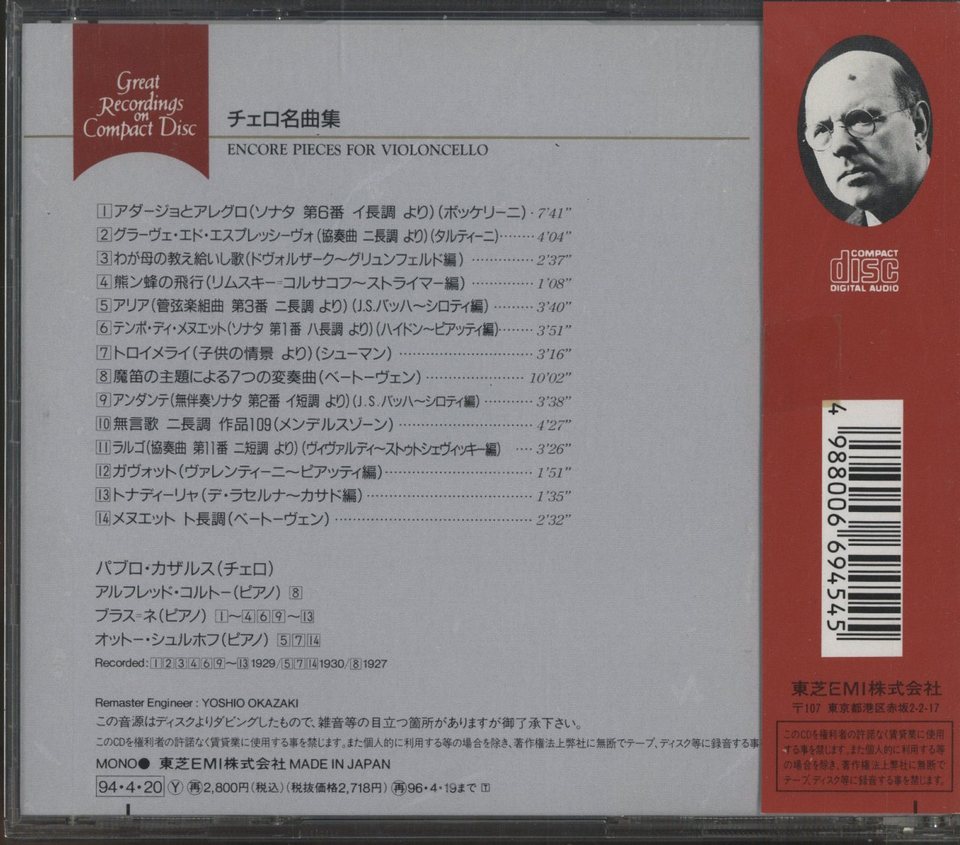 Great
Recordings
on
Compact Disc
チェロ名曲集
ENCORE PIECES FOR VIOLONCELLO
1 アダージョとアレグロ(ソナタ 第6番 イ長調 より)(ボッケリーニ)・7'41"
2 グラーヴェ・エド・エスプレッシーヴォ(協奏曲 ニ長調 より)(タルティーニ)········4'04"
3 わが母の教え給いし歌(ドヴォルザーク〜グリュンフェルド編)··············2'37"
4 熊ン蜂の飛行(リムスキー=コルサコフ〜ストライマー編)··············1'08"
5 アリア(管弦楽組曲 第3番 ニ長調 より)(J.S.バッハ〜シロティ編)········3'40"
6 テンポ・ディ・メヌエット(ソナタ 第1番 ハ長調 より)(ハイドン〜ピアッティ編)········3'51"
7 トロイメライ(子供の情景 より)(シューマン)························3'16"
8 魔笛の主題による7つの変奏曲(ベートーヴェン)··················10'02"
9 アンダンテ(無伴奏ソナタ 第2番 イ短調 より)(J.S.バッハ〜シロティ編)········3'38"
10 無言歌 ニ長調 作品109(メンデルスゾーン)························4'27"
11 ラルゴ(協奏曲 第11番 ニ短調 より)(ヴィヴァルディーストゥトシェヴィッキー編)····3'26"
12 ガヴォット(ヴァレンティーニ〜ピアッティ編)························1'51"
13 トナディーリャ(デ・ラセルナ〜カサド編)··························1'35"
14 メヌエット ト長調(ベートーヴェン)································2'32"
パブロ・カザルス(チェロ)
アルフレッド・コルトー(ピアノ) 8
ブラス=ネ(ピアノ) 1〜4 6 9〜13
オットー・シュルホフ(ピアノ) 5 7 14
Recorded: 1 2 3 4 6 9〜13 1929/ 5 7 14 1930/ 8 1927
Remaster Engineer : YOSHIO OKAZAKI
この音源はディスクよりダビングしたもので、雑音等の目立つ箇所がありますが御了承下さい。
このCDを権利者の許諾なく賃貸業に使用する事を禁じます。また個人的に利用する等の場合を除き、著作権法上弊社に無断でテープ、ディスク等に録音する事
MONO● 東芝EMI株式会社 MADE IN JAPAN
94・4・20 Ⓨ 再 2,800円(税込)(税抜価格2,718円) 再 96・4・19まで T
COMPACT
disc
DIGITAL AUDIO
4 988006 694545
東芝EMI株式会社
〒107 東京都港区赤坂2-2-17
このCDを権利者の許諾なく賃貸業に使用
する事を禁じます。また個人的に利用する等
の場合を除き、著作権法上弊社に無断でテ
ープ、ディスク等に録音する事を禁じます。